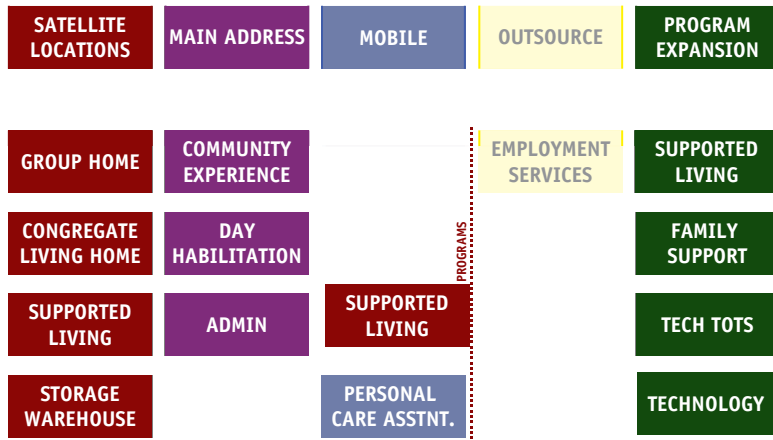 SATELLITE
LOCATIONS
MAIN ADDRESS
MOBILE
OUTSOURCE
PROGRAM
EXPANSION
GROUP HOME
COMMUNITY
EXPERIENCE
EMPLOYMENT
SERVICES
SUPPORTED
LIVING
CONGREGATE
LIVING HOME
DAY
HABILITATION
PROGRAMS
FAMILY
SUPPORT
SUPPORTED
LIVING
ADMIN
SUPPORTED
LIVING
TECH TOTS
STORAGE
WAREHOUSE
PERSONAL
CARE ASSTNT.
TECHNOLOGY